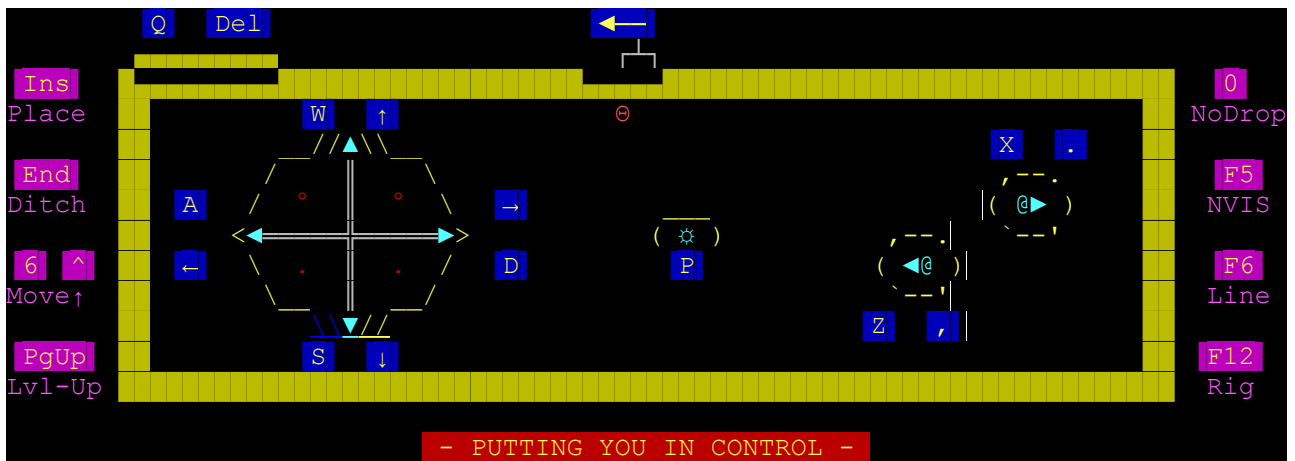 Q Del ←
Ins 0
Place NoDrop
W ↑
X .
End F5
Ditch A → NVIS
6 ^ ← D P F6
Move↑ Line
Z ,
PgUp S ↓ F12
Lvl-Up Rig
- PUTTING YOU IN CONTROL -